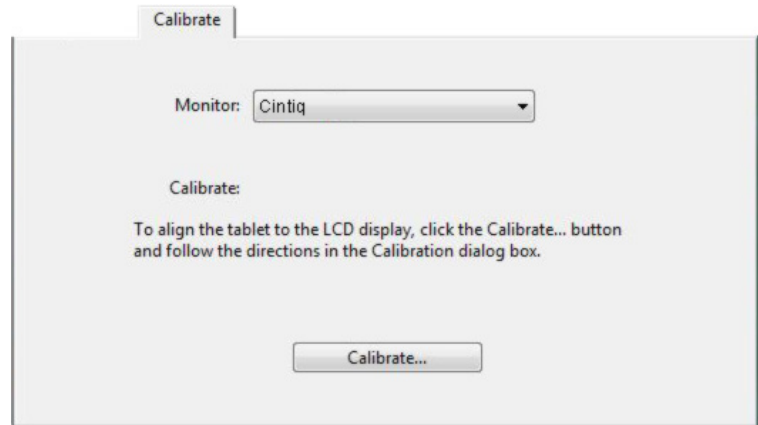 Calibrate
Monitor: Cintiq
Calibrate:
To align the tablet to the LCD display, click the Calibrate... button
and follow the directions in the Calibration dialog box.
Calibrate...